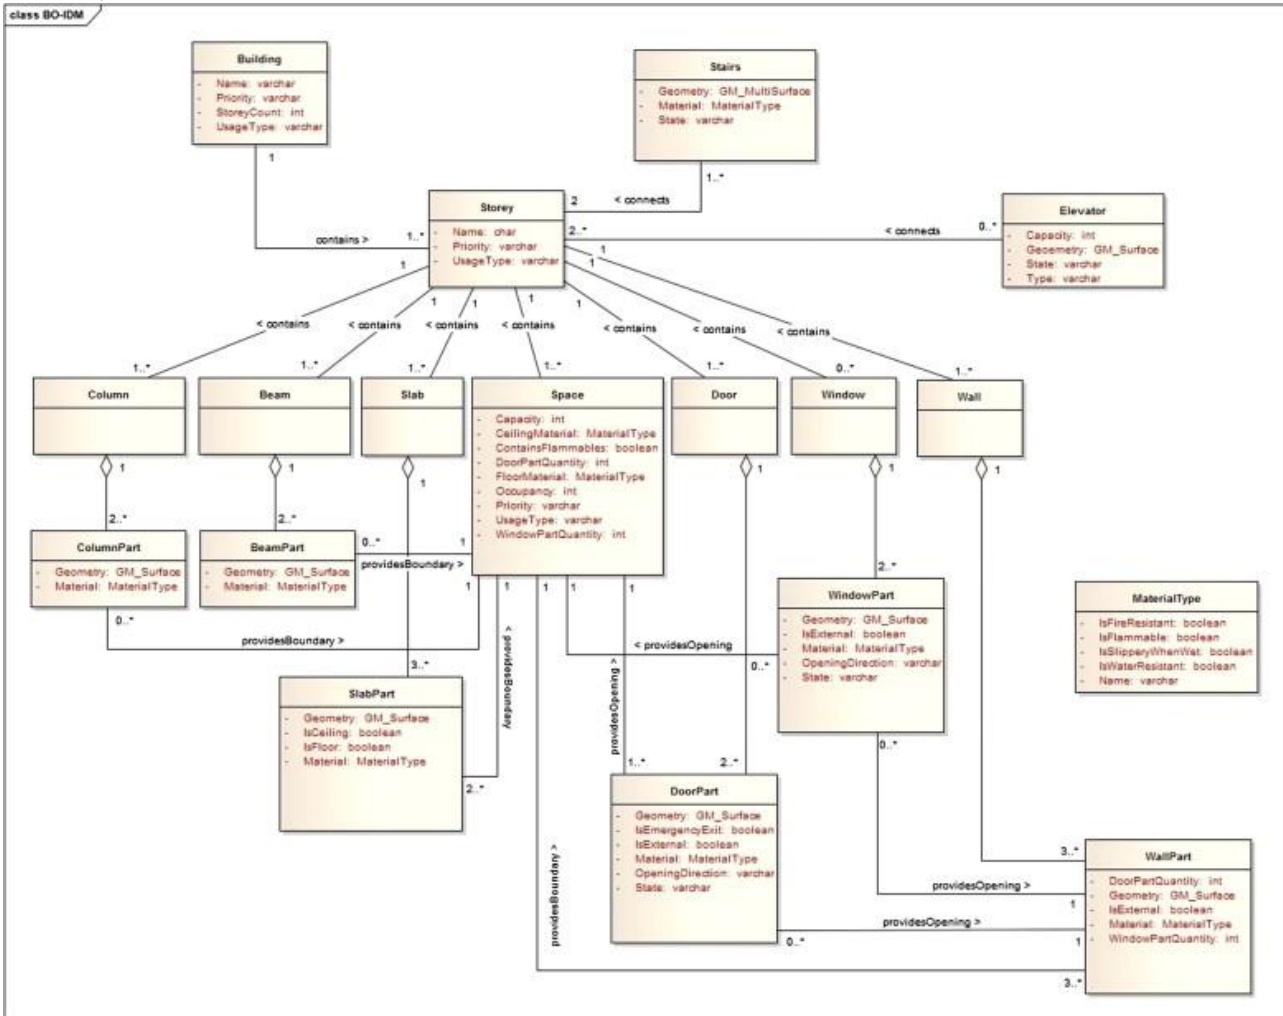 class BO-IDM
Building
- Name: varchar
- Priority: varchar
- StoreyCount: int
- UsageType: varchar
1
Stairs
- Geometry: GM_MultiSurface
- Material: MaterialType
- State: varchar
1..*
Storey
- Name: char
- Priority: varchar
- UsageType: varchar
contains >
1..*
2
< connects
2..*
< connects
0..*
Elevator
- Capacity: int
- Geoemetry: GM_Surface
- State: varchar
- Type: varchar
1
1
1
1
1
1
1
< contains
< contains
< contains
< contains
< contains
< contains
< contains
1..*
1..*
1..*
1..*
1..*
0..*
1..*
Column
Beam
Slab
Space
- Capacity: int
- CeilingMaterial: MaterialType
- ContainsFlammables: boolean
- DoorPartQuantity: int
- FloorMaterial: MaterialType
- Occupancy: int
- Priority: varchar
- UsageType: varchar
- WindowPartQuantity: int
Door
Window
Wall
1
1
1
1
1
1
2..*
2..*
ColumnPart
- Geometry: GM_Surface
- Material: MaterialType
BeamPart
- Geometry: GM_Surface
- Material: MaterialType
0..*
1
providesBoundary >
0..*
providesBoundary >
1
1
1
1
1
3..*
SlabPart
- Geometry: GM_Surface
- IsCeiling: boolean
- IsFloor: boolean
- Material: MaterialType
< providesBoundary
2..*
2..*
WindowPart
- Geometry: GM_Surface
- IsExternal: boolean
- Material: MaterialType
- OpeningDirection: varchar
- State: varchar
< providesOpening
0..*
MaterialType
- IsFireResistant: boolean
- IsFlammable: boolean
- IsSlipperyWhenWet: boolean
- IsWaterResistant: boolean
- Name: varchar
providesOpening >
1..*
2..*
DoorPart
- Geometry: GM_Surface
- IsEmergencyExit: boolean
- IsExternal: boolean
- Material: MaterialType
- OpeningDirection: varchar
- State: varchar
0..*
providesOpening >
1
0..*
providesOpening >
1
3..*
WallPart
- DoorPartQuantity: int
- Geometry: GM_Surface
- IsExternal: boolean
- Material: MaterialType
- WindowPartQuantity: int
providesBoundary >
3..*